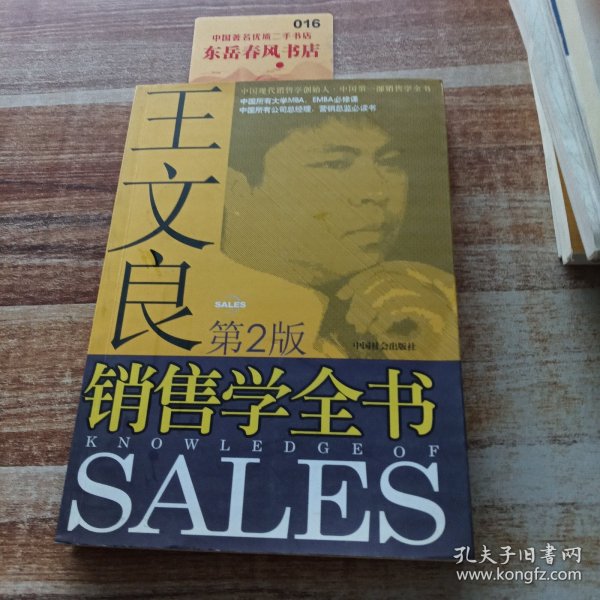 016
中国著名优质二手书店
东岳春风书店
中国现代销售学创始人·中国第一部销售学全书
中国所有大学MBA、EMBA必修课
中国所有公司总经理、营销总监必读书
王文良
SALES
第2版
中国社会出版社
销售学全书
KNOWLEDGE OF
SALES
孔夫子旧书网
www.kongfz.com